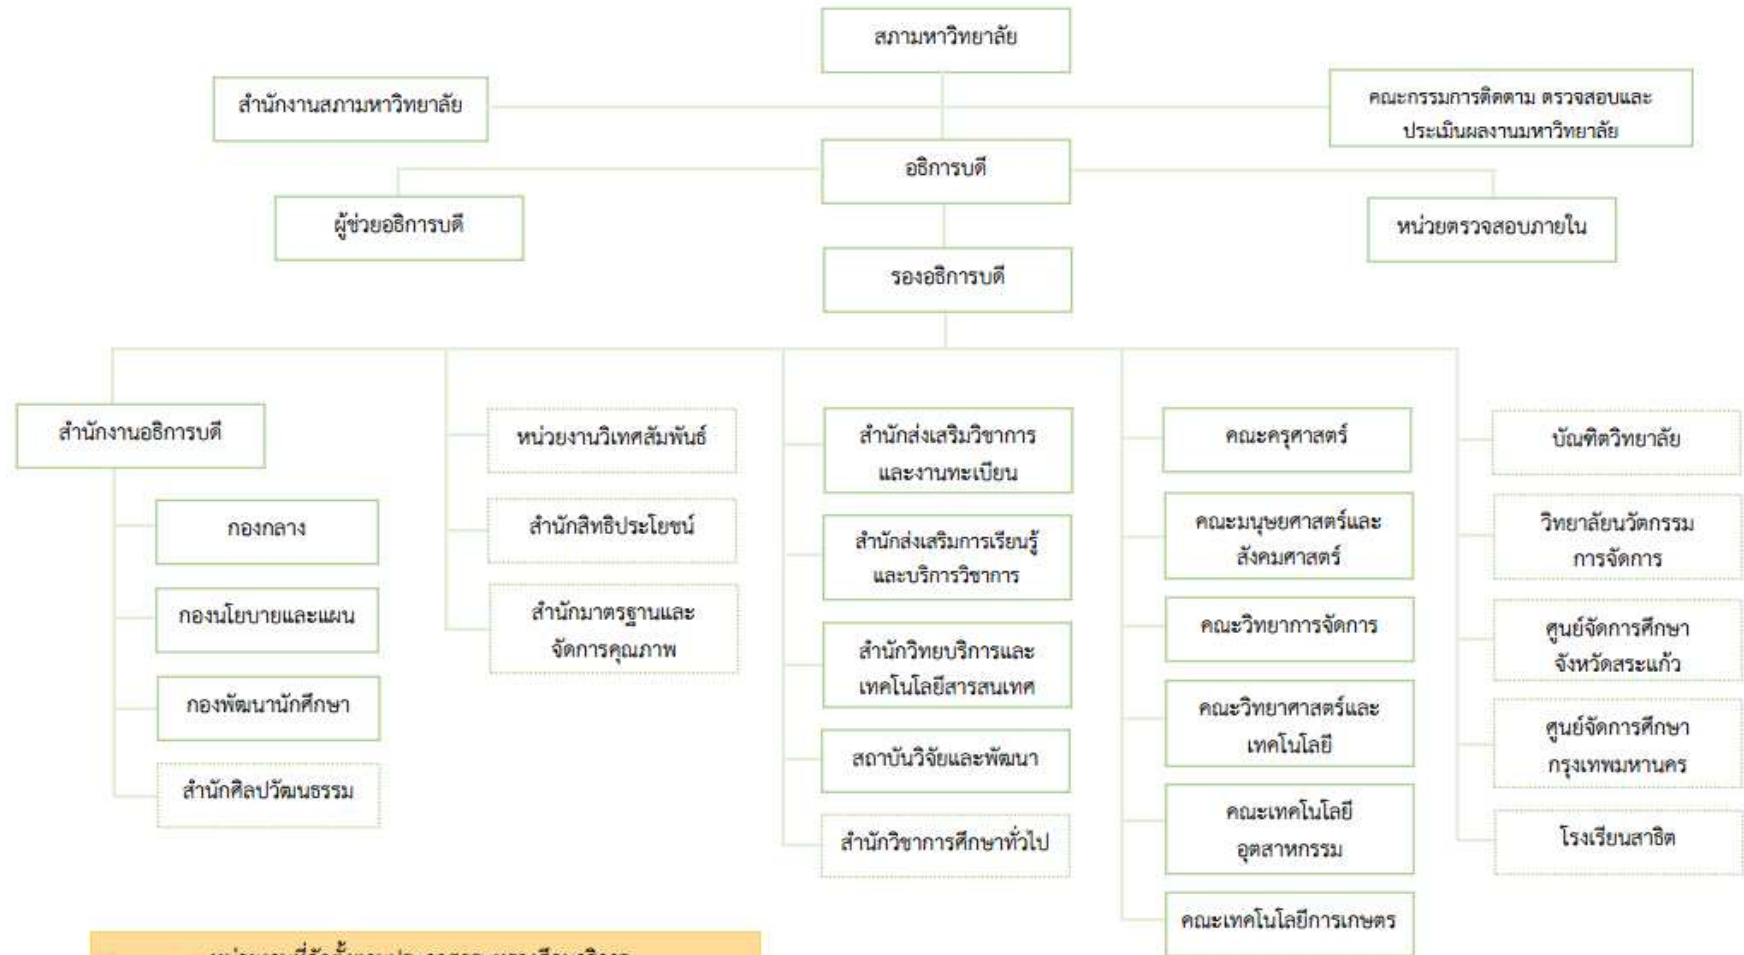 สภามหาวิทยาลัย
สำนักงานสภามหาวิทยาลัย
คณะกรรมการติดตาม ตรวจสอบและ
ประเมินผลงานมหาวิทยาลัย
อธิการบดี
ผู้ช่วยอธิการบดี
หน่วยตรวจสอบภายใน
รองอธิการบดี
สำนักงานอธิการบดี
กองกลาง
กองนโยบายและแผน
กองพัฒนานักศึกษา
สำนักศิลปวัฒนธรรม
หน่วยงานวิเทศสัมพันธ์
สำนักสิทธิประโยชน์
สำนักมาตรฐานและ
จัดการคุณภาพ
สำนักส่งเสริมวิชาการ
และงานทะเบียน
สำนักส่งเสริมการเรียนรู้
และบริการวิชาการ
สำนักวิทยบริการและ
เทคโนโลยีสารสนเทศ
สถาบันวิจัยและพัฒนา
สำนักวิชาการศึกษาทั่วไป
คณะครุศาสตร์
คณะมนุษยศาสตร์และ
สังคมศาสตร์
คณะวิทยาการจัดการ
คณะวิทยาศาสตร์และ
เทคโนโลยี
คณะเทคโนโลยี
อุตสาหกรรม
คณะเทคโนโลยีการเกษตร
บัณฑิตวิทยาลัย
วิทยาลัยนวัตกรรม
การจัดการ
ศูนย์จัดการศึกษา
จังหวัดสระแก้ว
ศูนย์จัดการศึกษา
กรุงเทพมหานคร
โรงเรียนสาธิต